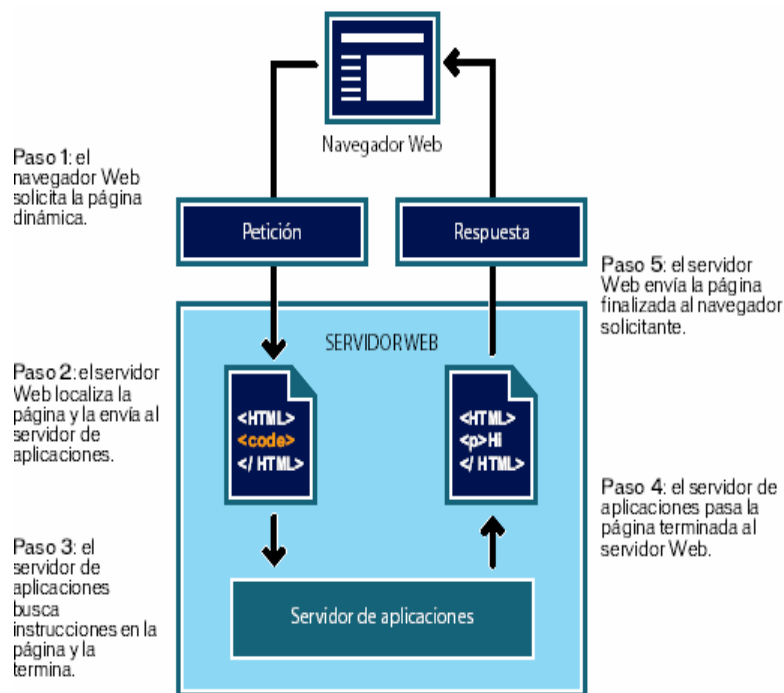 Navegador Web
Paso 1: el
navegador Web
solicita la página
dinámica.
Petición
Respuesta
Paso 5: el servidor
Web envía la página
finalizada al navegador
solicitante.
SERVIDOR WEB
Paso 2: el servidor
Web localiza la
página y la envía al
servidor de
aplicaciones.
<HTML>
<code>
</ HTML>
<HTML>
<p>Hi
</ HTML>
Paso 4: el servidor de
aplicaciones pasa la
página terminada al
servidor Web.
Paso 3: el
servidor de
aplicaciones
busca
instrucciones en la
página y la
termina.
Servidor de aplicaciones